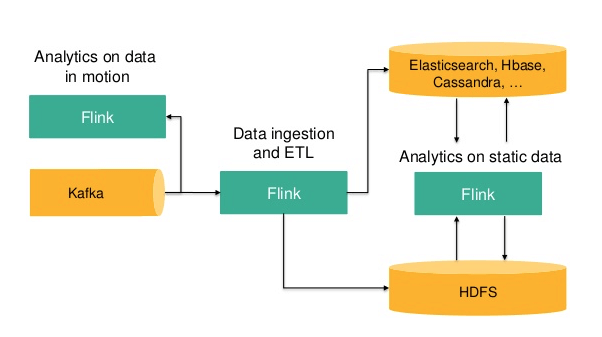 Analytics on data
in motion
Flink
Kafka
Data ingestion
and ETL
Flink
Elasticsearch, Hbase,
Cassandra, …
Analytics on static data
Flink
HDFS